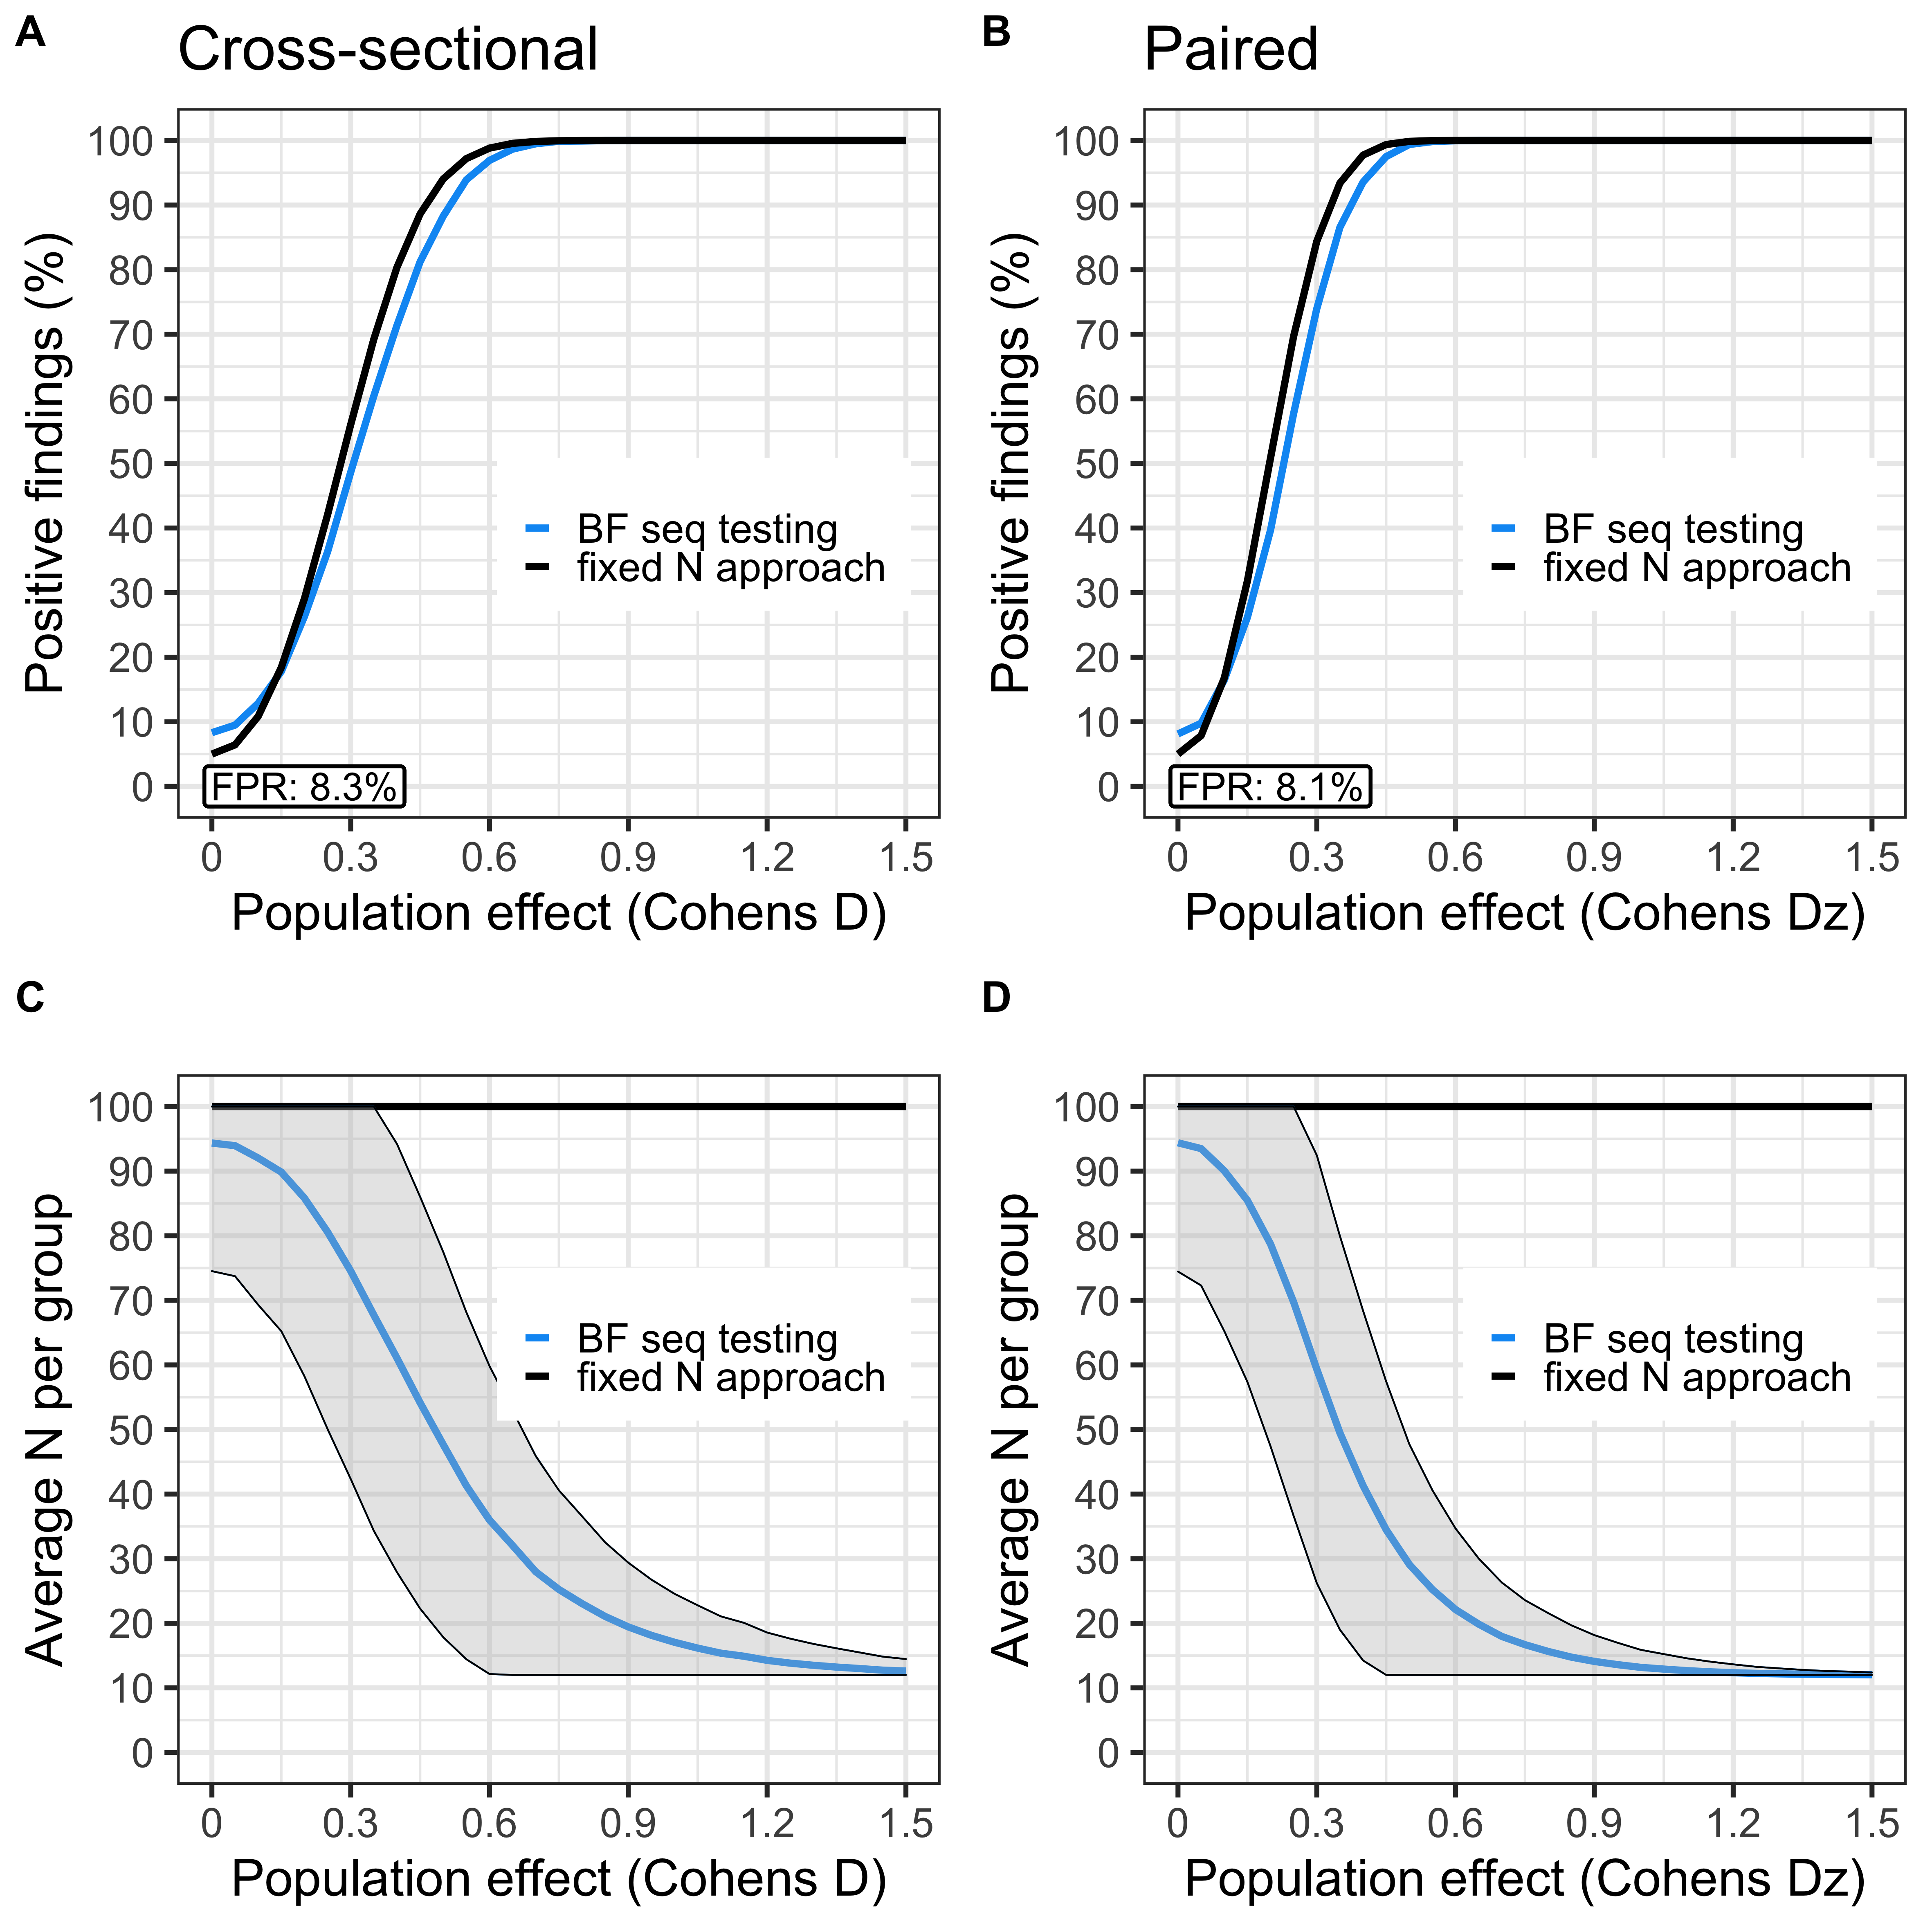 A
Cross-sectional
Positive findings (%)
100
90
80
70
60
50
40
30
20
10
0
BF seq testing
fixed N approach
FPR: 8.3%
0 0.3 0.6 0.9 1.2 1.5
Population effect (Cohens D)
B
Paired
Positive findings (%)
100
90
80
70
60
50
40
30
20
10
0
BF seq testing
fixed N approach
FPR: 8.1%
0 0.3 0.6 0.9 1.2 1.5
Population effect (Cohens Dz)
C
Average N per group
100
90
80
70
60
50
40
30
20
10
0
BF seq testing
fixed N approach
0 0.3 0.6 0.9 1.2 1.5
Population effect (Cohens D)
D
Average N per group
100
90
80
70
60
50
40
30
20
10
0
BF seq testing
fixed N approach
0 0.3 0.6 0.9 1.2 1.5
Population effect (Cohens Dz)